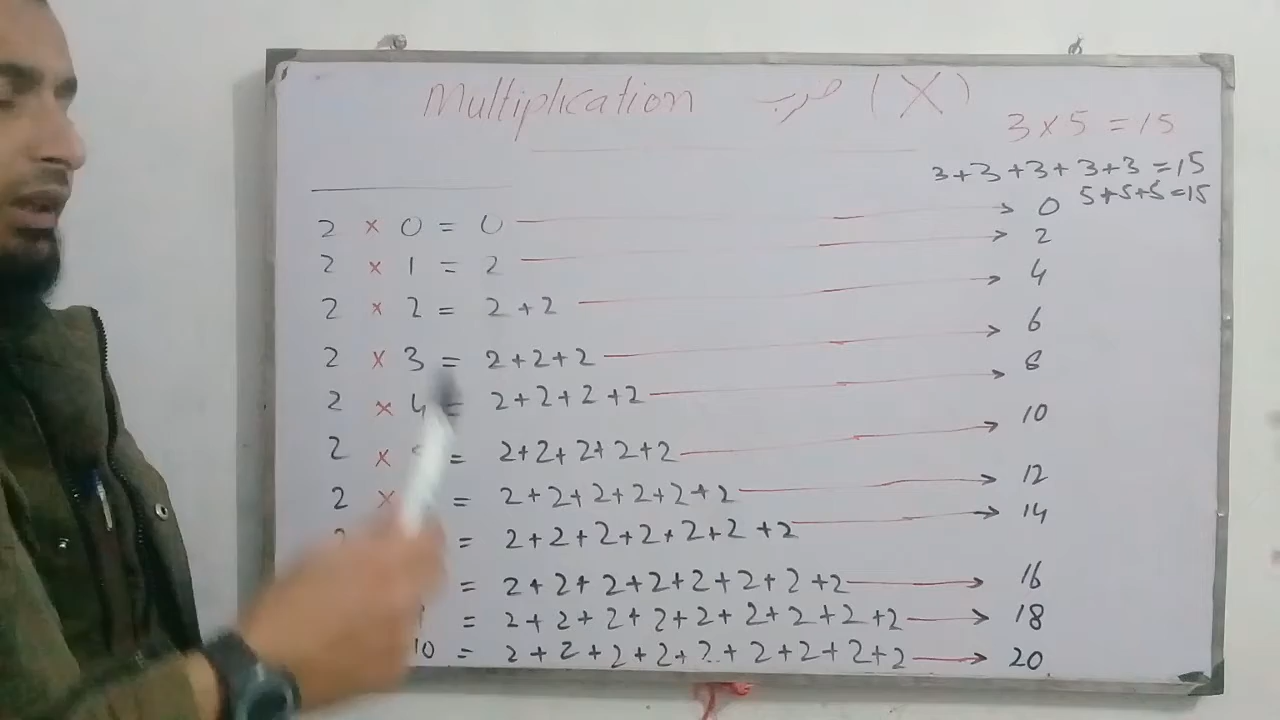 Multiplication ضرب (X)
3 × 5 = 15
3+3+3+3+3 = 15
5+5+5=15
2 × 0 = 0 → 0
2 × 1 = 2 → 2
2 × 2 = 2+2 → 4
2 × 3 = 2+2+2 → 6
2 × 4 = 2+2+2+2 → 8
2 × = 2+2+2+2+2 → 10
2 × = 2+2+2+2+2+2 → 12
= 2+2+2+2+2+2+2 → 14
= 2+2+2+2+2+2+2+2 → 16
= 2+2+2+2+2+2+2+2+2 → 18
10 = 2+2+2+2+2+2+2+2+2 → 20